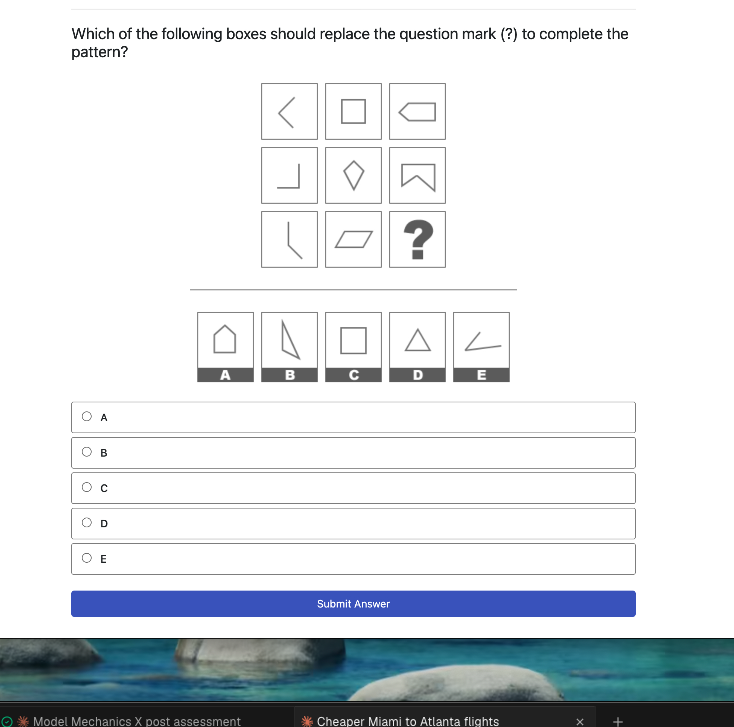 Which of the following boxes should replace the question mark (?) to complete the
pattern?
?
A B C D E
A
B
C
D
E
Submit Answer
Model Mechanics X post assessment Cheaper Miami to Atlanta flights × +